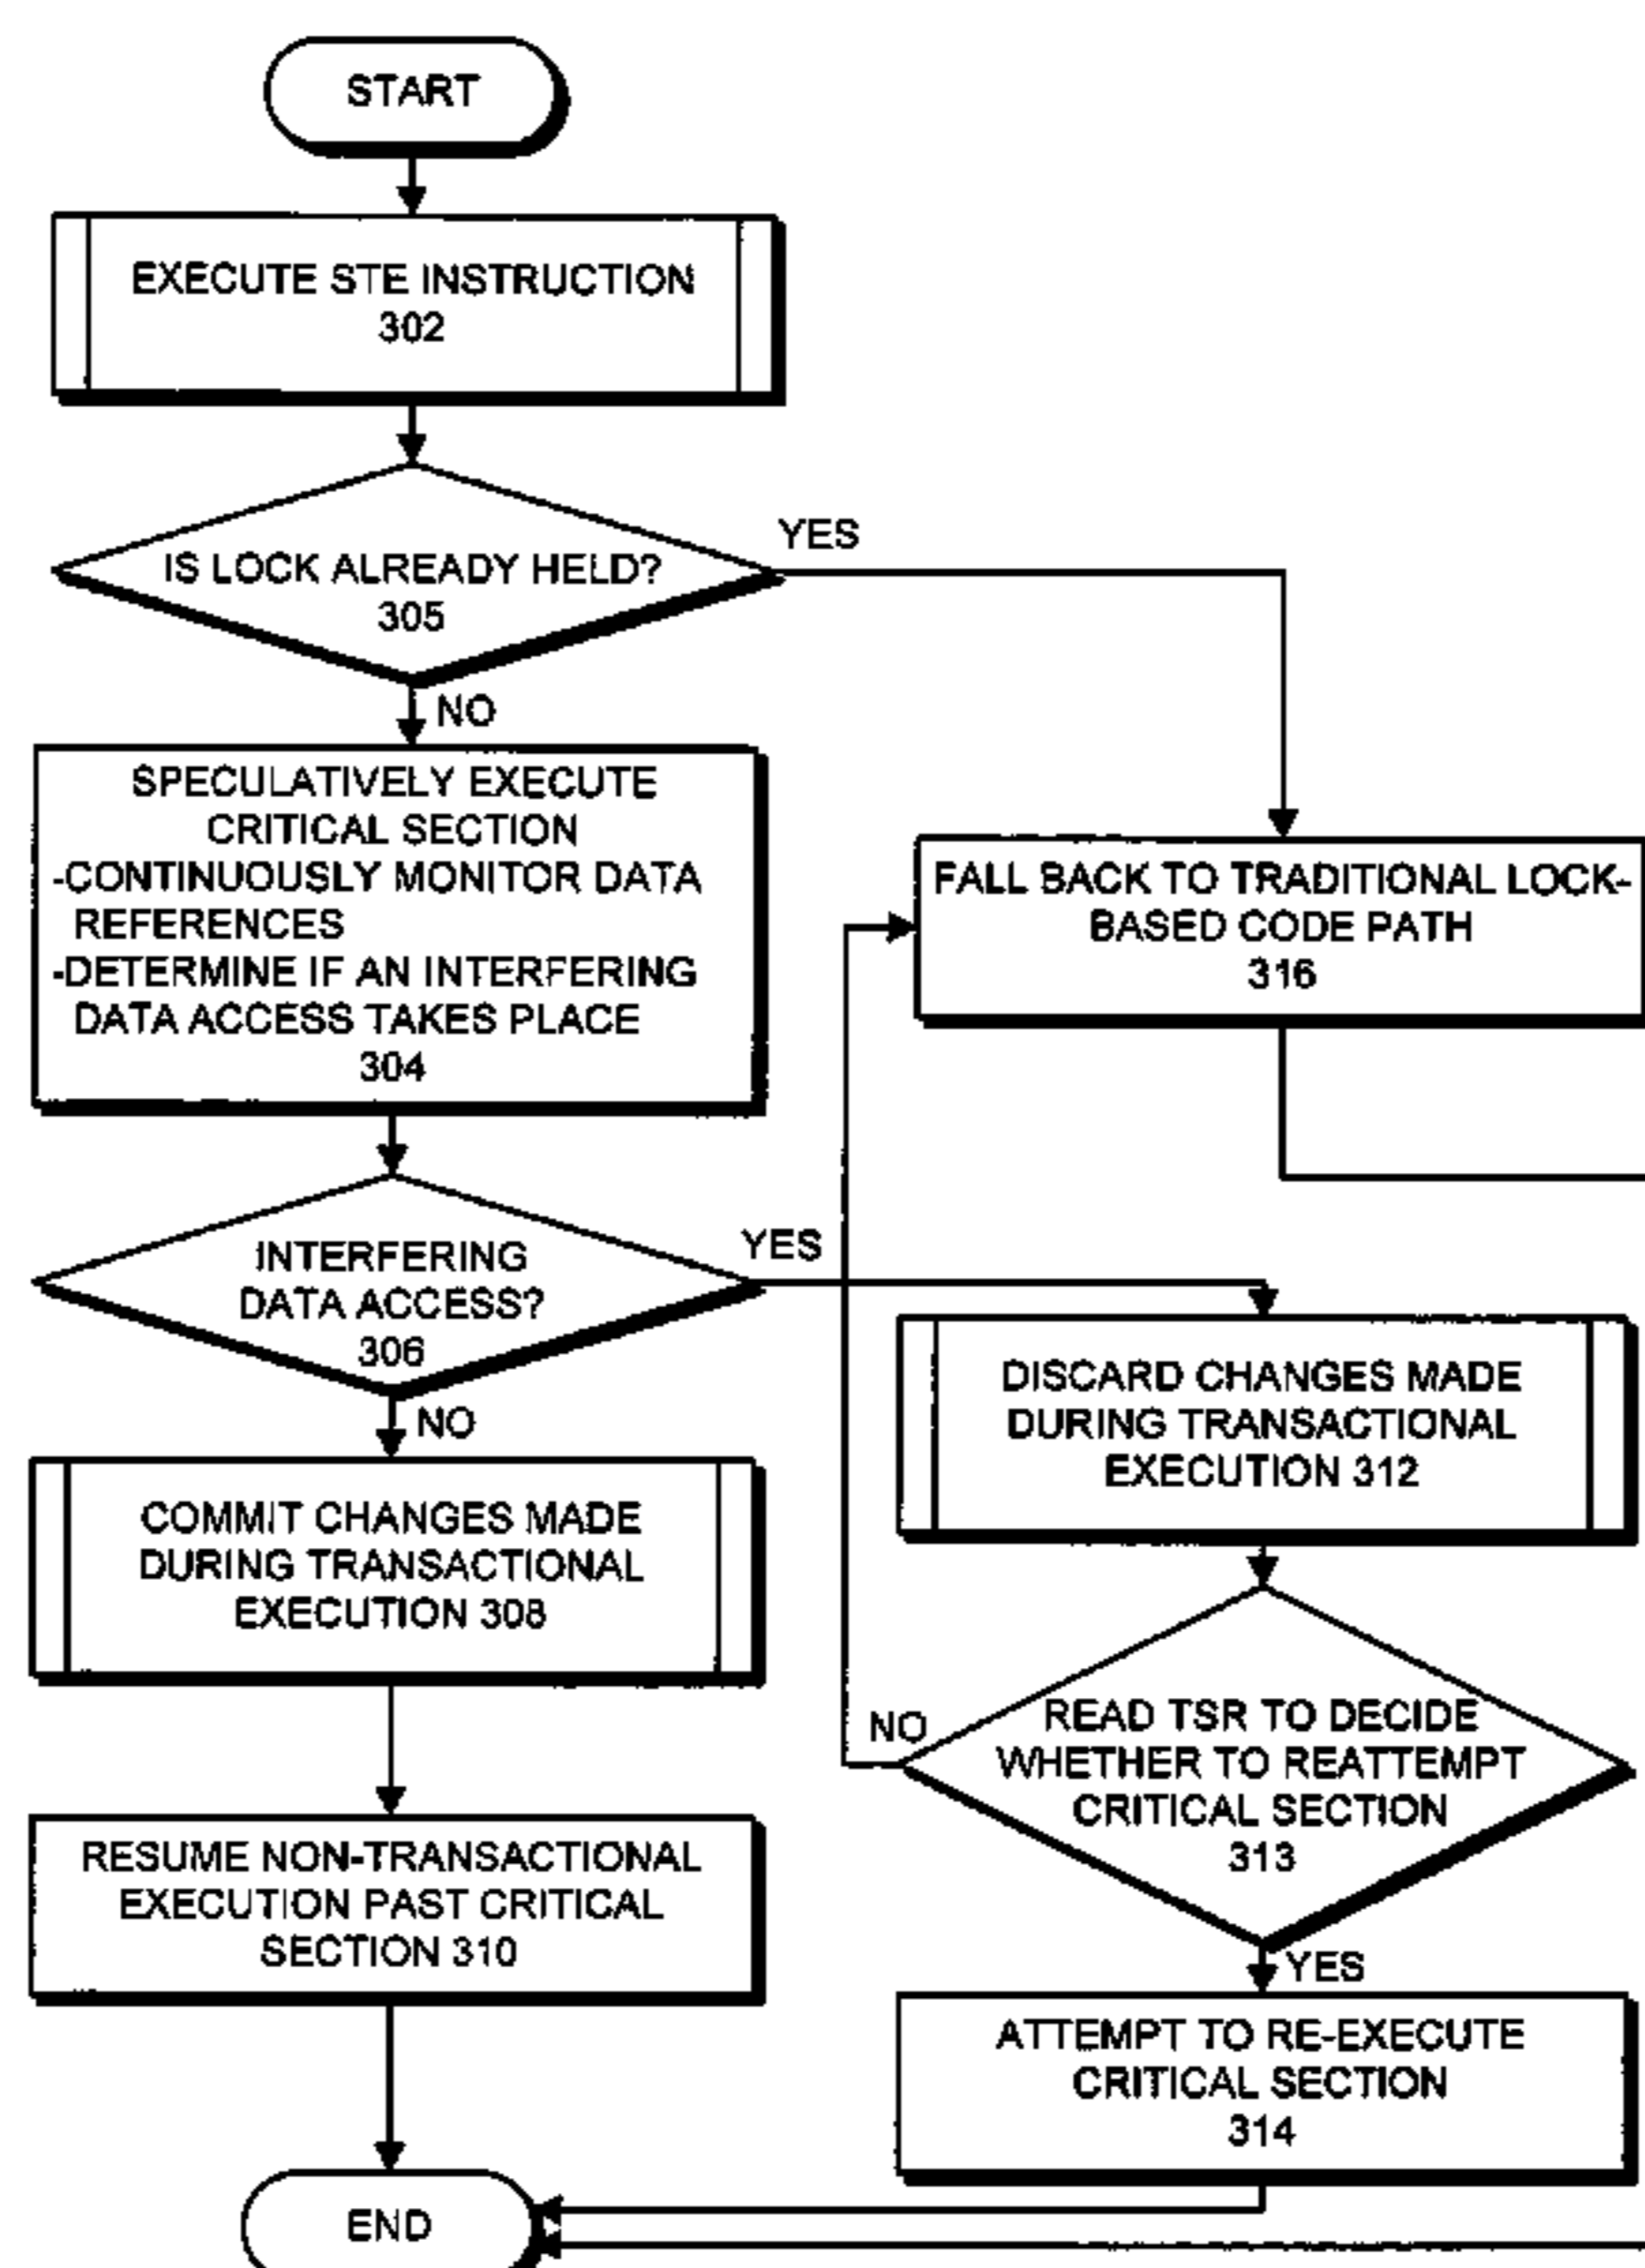 START
EXECUTE STE INSTRUCTION
302
IS LOCK ALREADY HELD?
305
YES
NO
SPECULATIVELY EXECUTE
CRITICAL SECTION
-CONTINUOUSLY MONITOR DATA
REFERENCES
-DETERMINE IF AN INTERFERING
DATA ACCESS TAKES PLACE
304
FALL BACK TO TRADITIONAL LOCK-
BASED CODE PATH
316
INTERFERING
DATA ACCESS?
306
YES
NO
DISCARD CHANGES MADE
DURING TRANSACTIONAL
EXECUTION 312
COMMIT CHANGES MADE
DURING TRANSACTIONAL
EXECUTION 308
READ TSR TO DECIDE
WHETHER TO REATTEMPT
CRITICAL SECTION
313
NO
YES
RESUME NON-TRANSACTIONAL
EXECUTION PAST CRITICAL
SECTION 310
ATTEMPT TO RE-EXECUTE
CRITICAL SECTION
314
END